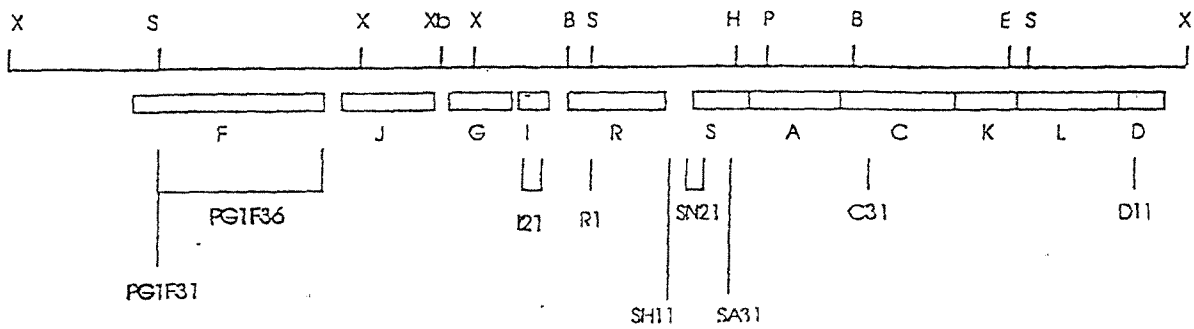 X S X Xb X B S H P B E S X
F J G I R S A C K L D
PG1F36 I21 R1 SN21 C31 D11
PG1F31 SH11 SA31